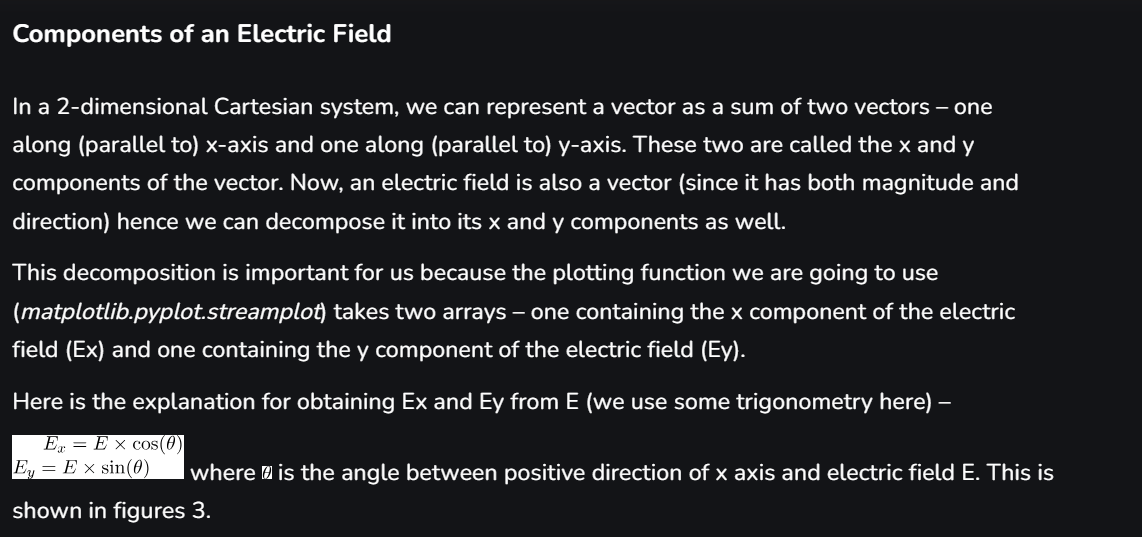 Components of an Electric Field
In a 2-dimensional Cartesian system, we can represent a vector as a sum of two vectors – one
along (parallel to) x-axis and one along (parallel to) y-axis. These two are called the x and y
components of the vector. Now, an electric field is also a vector (since it has both magnitude and
direction) hence we can decompose it into its x and y components as well.
This decomposition is important for us because the plotting function we are going to use
(matplotlib.pyplot.streamplot) takes two arrays – one containing the x component of the electric
field (Ex) and one containing the y component of the electric field (Ey).
Here is the explanation for obtaining Ex and Ey from E (we use some trigonometry here) –
E_x = E × cos(θ)
E_y = E × sin(θ)
where θ is the angle between positive direction of x axis and electric field E. This is
shown in figures 3.